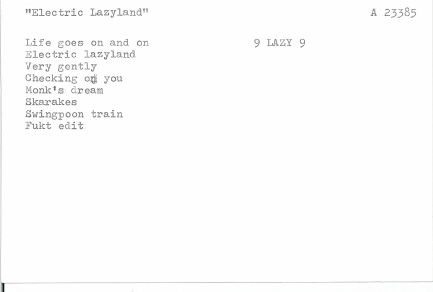 "Electric Lazyland" A 23385
Life goes on and on 9 LAZY 9
Electric lazyland
Very gently
Checking on you
Monk's dream
Skarakes
Swingpoon train
Fukt edit